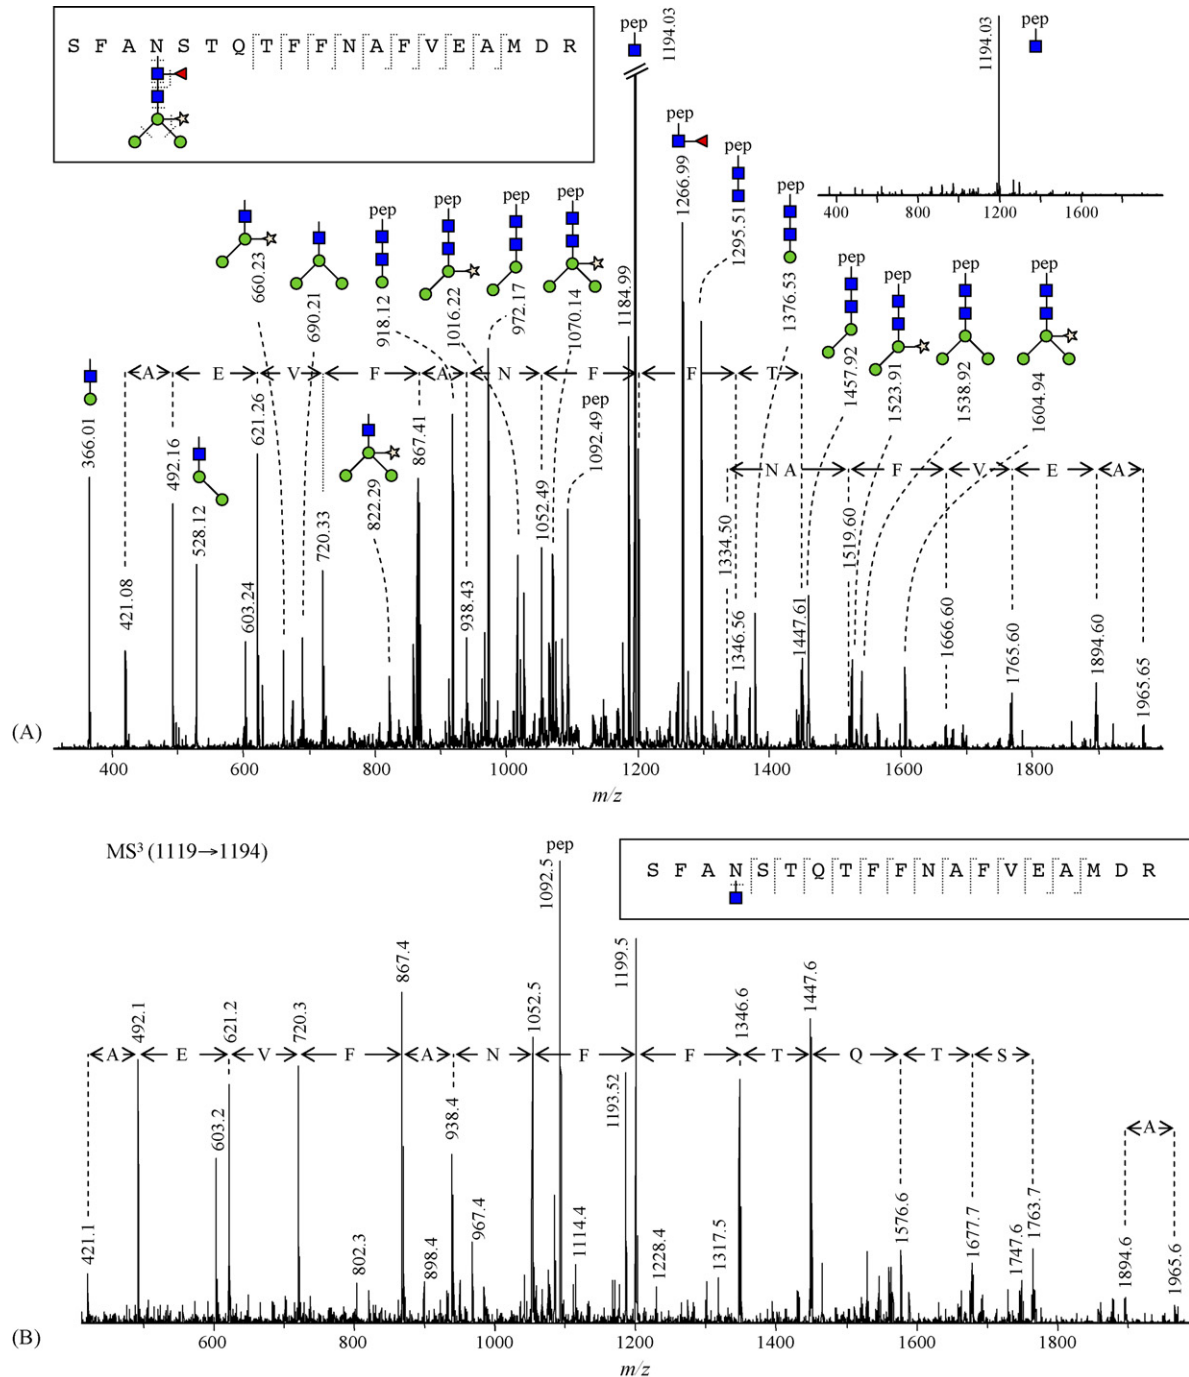 S F A N S T Q T F F N A F V E A M D R
pep
1194.03
1194.03
pep
400 800 1200 1600
pep
1266.99
pep
1295.51
pep
1376.53
660.23
690.21
pep
918.12
pep
1016.22
pep
972.17
pep
1070.14
1184.99
pep
1457.92
pep
1523.91
pep
1538.92
pep
1604.94
A E V F A N F F T
366.01
421.08
492.16
528.12
603.24
621.26
720.33
822.29
867.41
938.43
1052.49
pep
1092.49
N A F V E A
1334.50
1346.56
1447.61
1519.60
1666.60
1765.60
1894.60
1965.65
(A)
400 600 800 1000 1200 1400 1600 1800
m/z
MS³ (1119→1194)
pep
1092.5
S F A N S T Q T F F N A F V E A M D R
A E V F A N F F T Q T S
A
421.1
492.1
603.2
621.2
720.3
802.3
867.4
898.4
938.4
967.4
1052.5
1114.4
1193.52
1199.5
1228.4
1317.5
1346.6
1447.6
1576.6
1677.7
1747.6
1763.7
1894.6
1965.6
(B)
600 800 1000 1200 1400 1600 1800
m/z